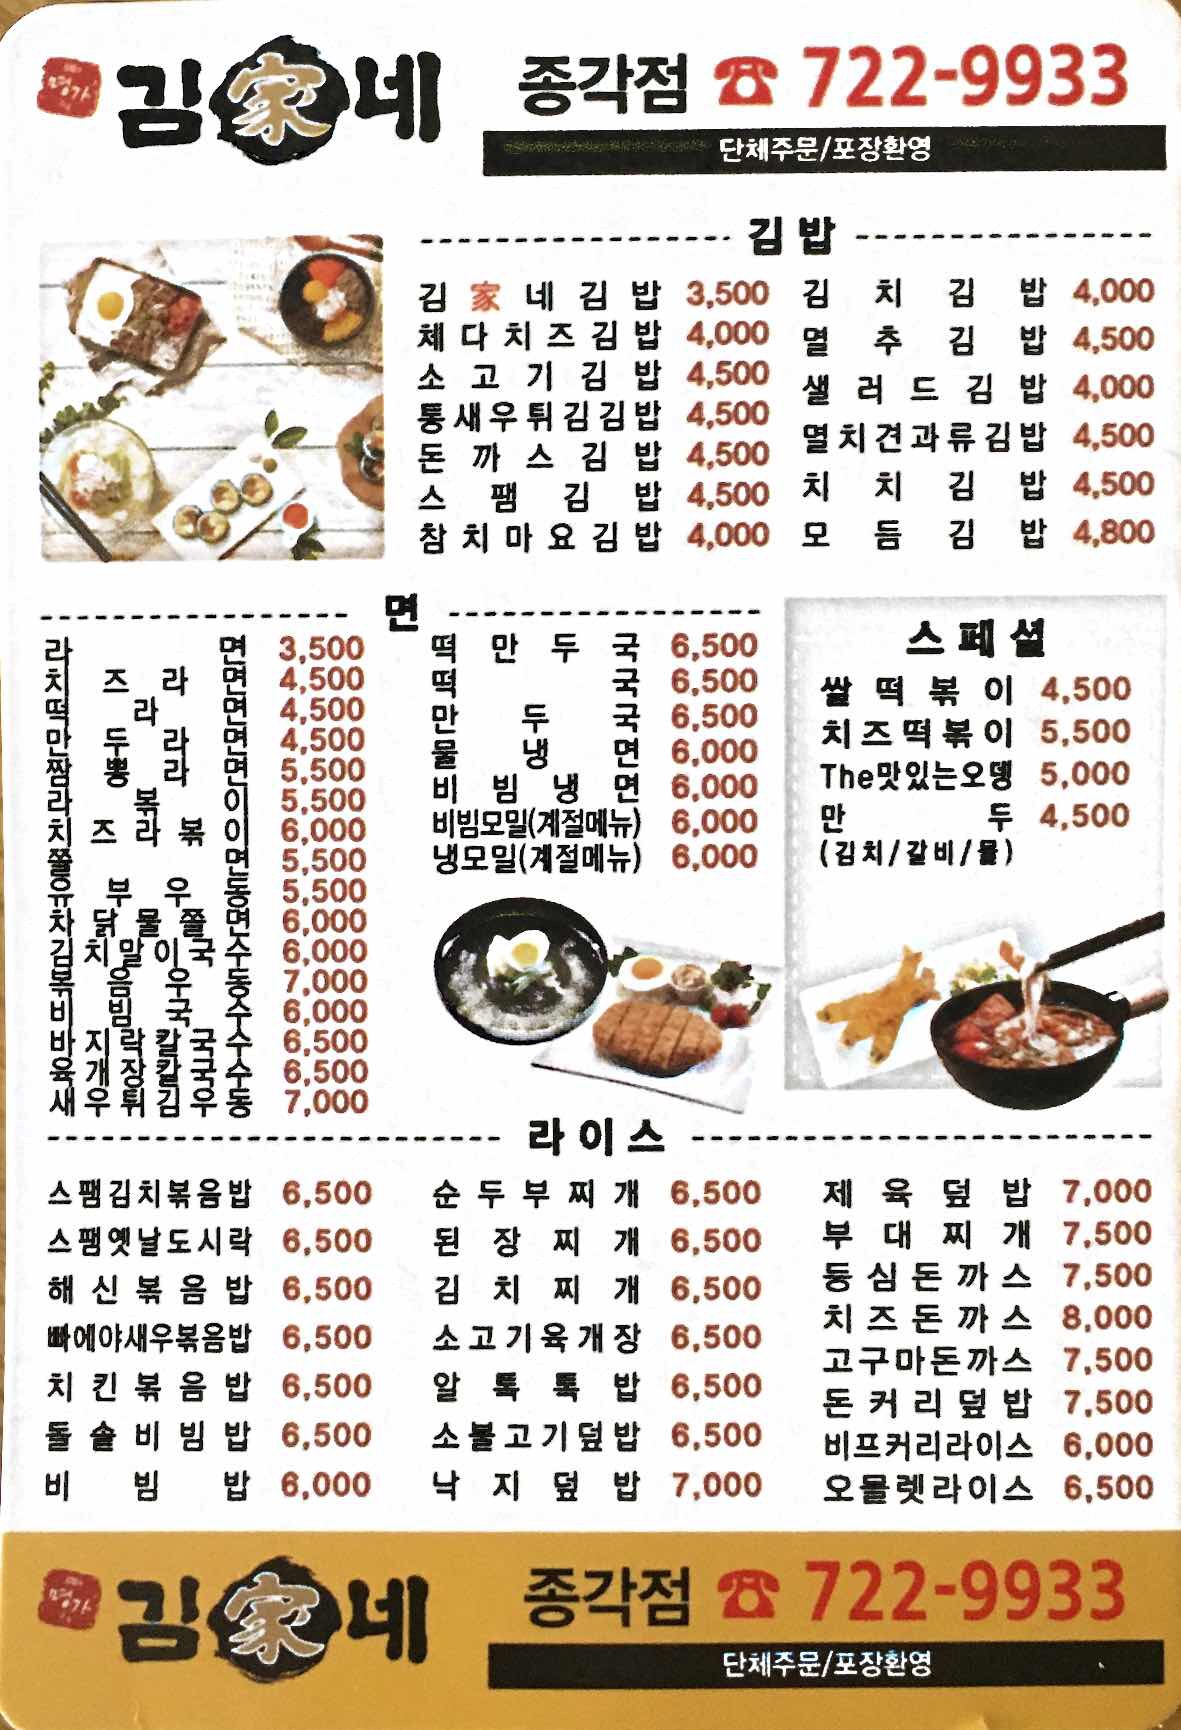 명가
김家네
종각점 ☎ 722-9933
단체주문/포장환영
김밥
김家네김밥 3,500
체다치즈김밥 4,000
소고기김밥 4,500
통새우튀김김밥 4,500
돈까스김밥 4,500
스팸김밥 4,500
참치마요김밥 4,000
김치김밥 4,000
멸추김밥 4,500
샐러드김밥 4,000
멸치견과류김밥 4,500
치치김밥 4,500
모듬김밥 4,800
면
라면 3,500
치즈라면 4,500
떡라면 4,500
만두라면 4,500
짬뽕라면 5,500
라볶이 5,500
치즈라볶이 6,000
쫄면 5,500
유부우동 5,500
차닭물쫄면 6,000
김치말이국수 6,000
볶음우동 7,000
비빔국수 6,000
바지락칼국수 6,500
육개장칼국수 6,500
새우튀김우동 7,000
떡만두국 6,500
떡국 6,500
만두국 6,500
물냉면 6,000
비빔냉면 6,000
비빔모밀(계절메뉴) 6,000
냉모밀(계절메뉴) 6,000
스페셜
쌀떡볶이 4,500
치즈떡볶이 5,500
The맛있는오뎅 5,000
만두 4,500
(김치/갈비/물)
라이스
스팸김치볶음밥 6,500
스팸옛날도시락 6,500
해신볶음밥 6,500
빠에야새우볶음밥 6,500
치킨볶음밥 6,500
돌솥비빔밥 6,500
비빔밥 6,000
순두부찌개 6,500
된장찌개 6,500
김치찌개 6,500
소고기육개장 6,500
알톡톡밥 6,500
소불고기덮밥 6,500
낙지덮밥 7,000
제육덮밥 7,000
부대찌개 7,500
등심돈까스 7,500
치즈돈까스 8,000
고구마돈까스 7,500
돈커리덮밥 7,500
비프커리라이스 6,000
오믈렛라이스 6,500
명가
김家네
종각점 ☎ 722-9933
단체주문/포장환영